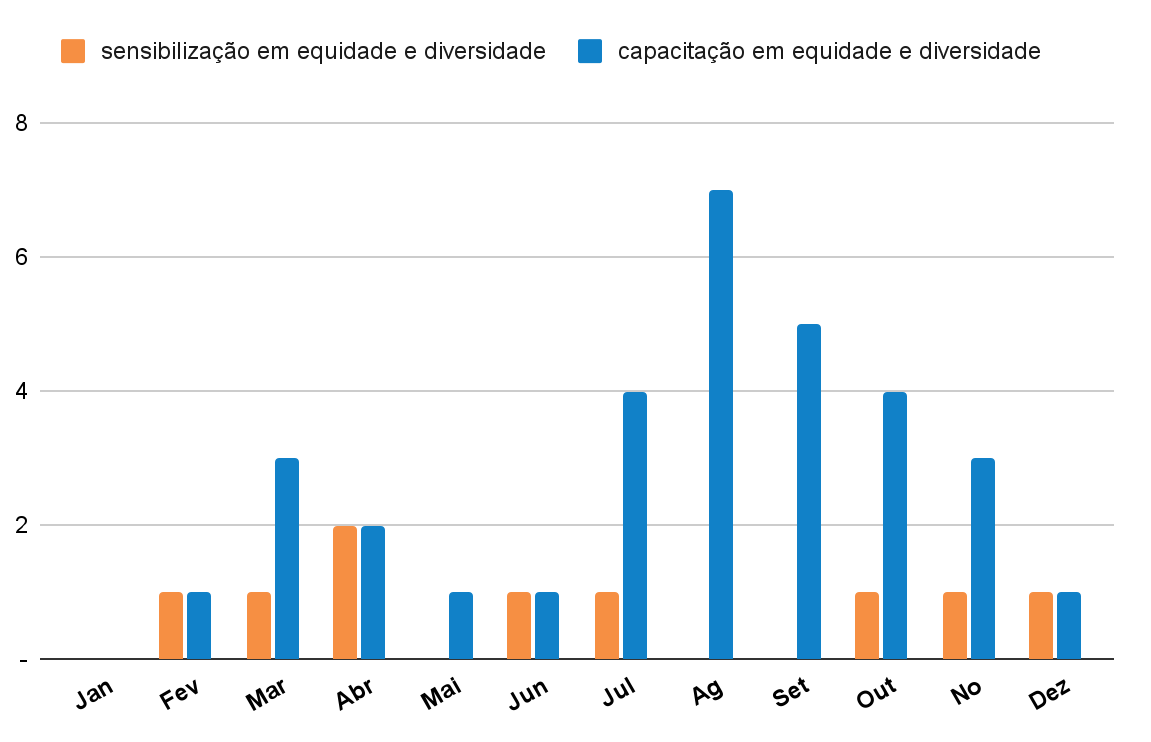 sensibilização em equidade e diversidade capacitação em equidade e diversidade
8
6
4
2
-
Jan Fev Mar Abr Mai Jun Jul Ag Set Out No Dez